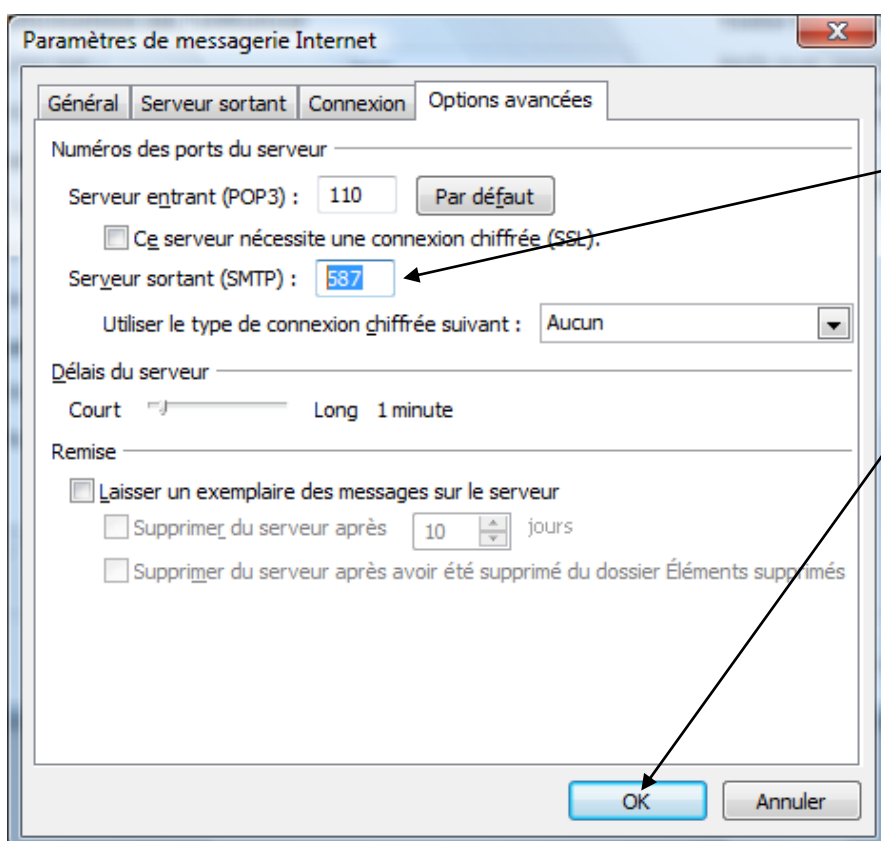 Paramètres de messagerie Internet
X
Général Serveur sortant Connexion Options avancées
Numéros des ports du serveur
Serveur entrant (POP3) : 110 Par défaut
Ce serveur nécessite une connexion chiffrée (SSL).
Serveur sortant (SMTP) : 587
Utiliser le type de connexion chiffrée suivant : Aucun
Délais du serveur
Court Long 1 minute
Remise
Laisser un exemplaire des messages sur le serveur
Supprimer du serveur après 10 jours
Supprimer du serveur après avoir été supprimé du dossier Éléments supprimés
OK Annuler